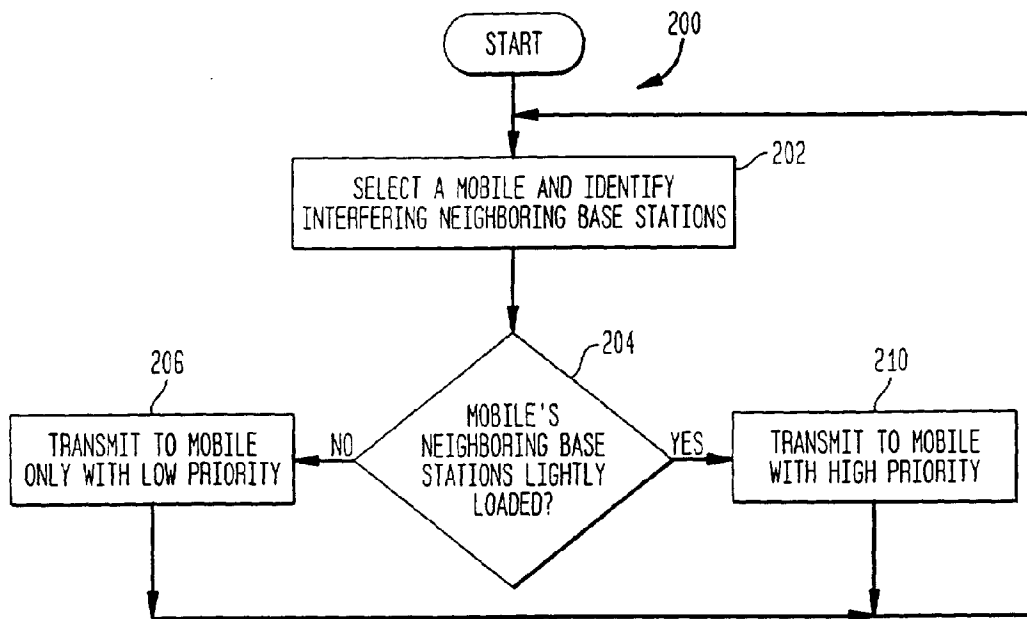 START
200
202
SELECT A MOBILE AND IDENTIFY
INTERFERING NEIGHBORING BASE STATIONS
204
206
210
MOBILE'S
NEIGHBORING BASE
STATIONS LIGHTLY
LOADED?
NO
YES
TRANSMIT TO MOBILE
ONLY WITH LOW PRIORITY
TRANSMIT TO MOBILE
WITH HIGH PRIORITY